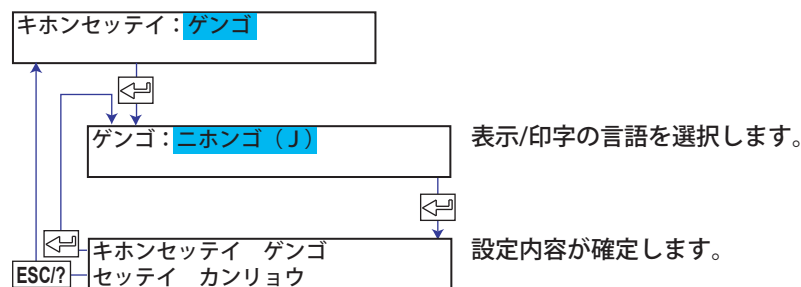 キホンセッテイ：ゲンゴ
ゲンゴ：ニホンゴ（J）
表示/印字の言語を選択します。
キホンセッテイ　ゲンゴ
セッテイ　カンリョウ
設定内容が確定します。
ESC/?